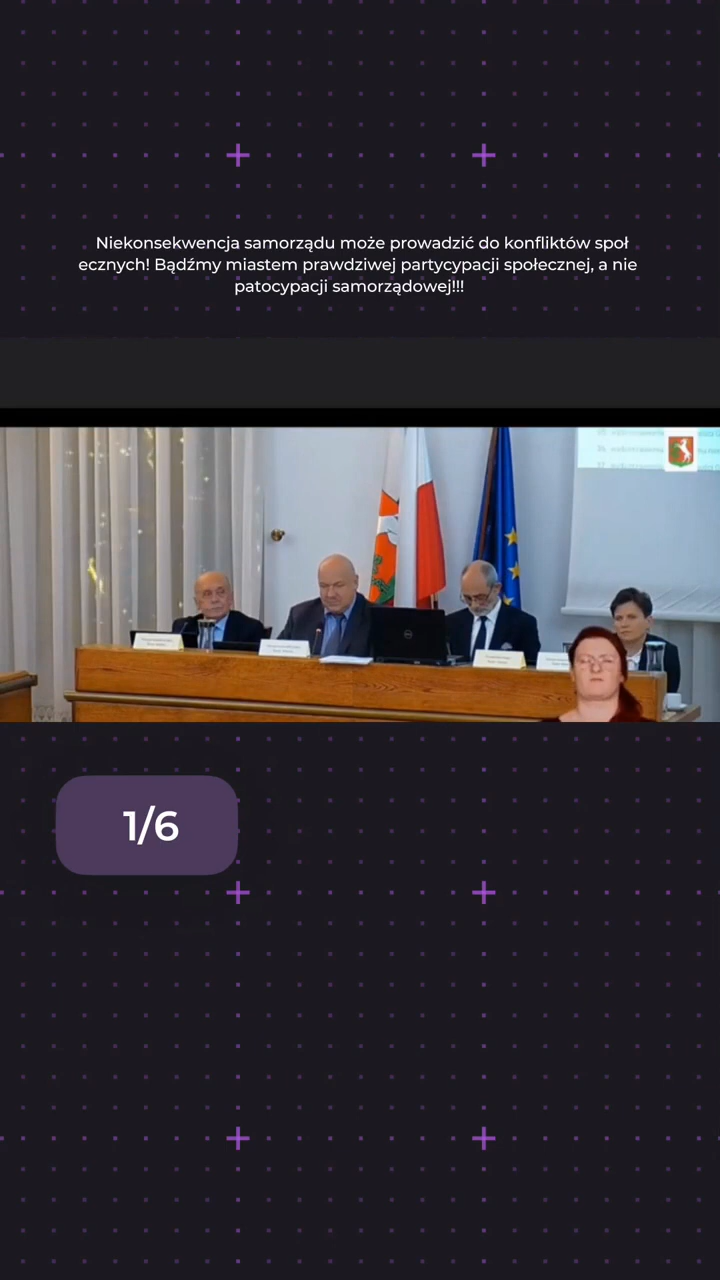 Niekonsekwencja samorządu może prowadzić do konfliktów społ
ecznych! Bądźmy miastem prawdziwej partycypacji społecznej, a nie
patocypacji samorządowej!!!
1/6